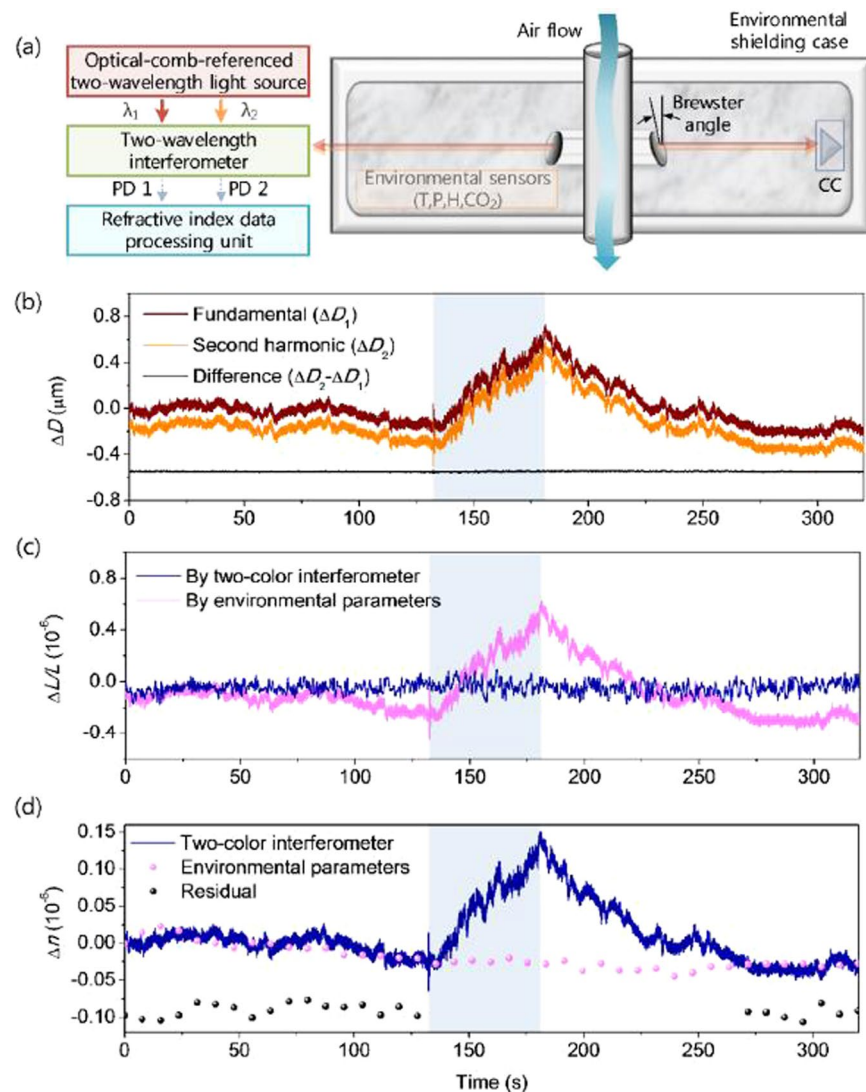 (a)
Optical-comb-referenced
two-wavelength light source
λ1 λ2
Two-wavelength
interferometer
PD 1 PD 2
Refractive index data
processing unit
Air flow
Environmental
shielding case
Brewster
angle
Environmental sensors
(T,P,H,CO2)
CC
(b)
Fundamental (ΔD1)
Second harmonic (ΔD2)
Difference (ΔD2-ΔD1)
ΔD (μm)
0.8
0.4
0.0
-0.4
-0.8
0 50 100 150 200 250 300
(c)
By two-color interferometer
By environmental parameters
ΔL/L (10-6)
0.8
0.4
0.0
-0.4
0 50 100 150 200 250 300
(d)
Two-color interferometer
Environmental parameters
Residual
Δn (10-6)
0.15
0.10
0.05
0.00
-0.05
-0.10
0 50 100 150 200 250 300
Time (s)